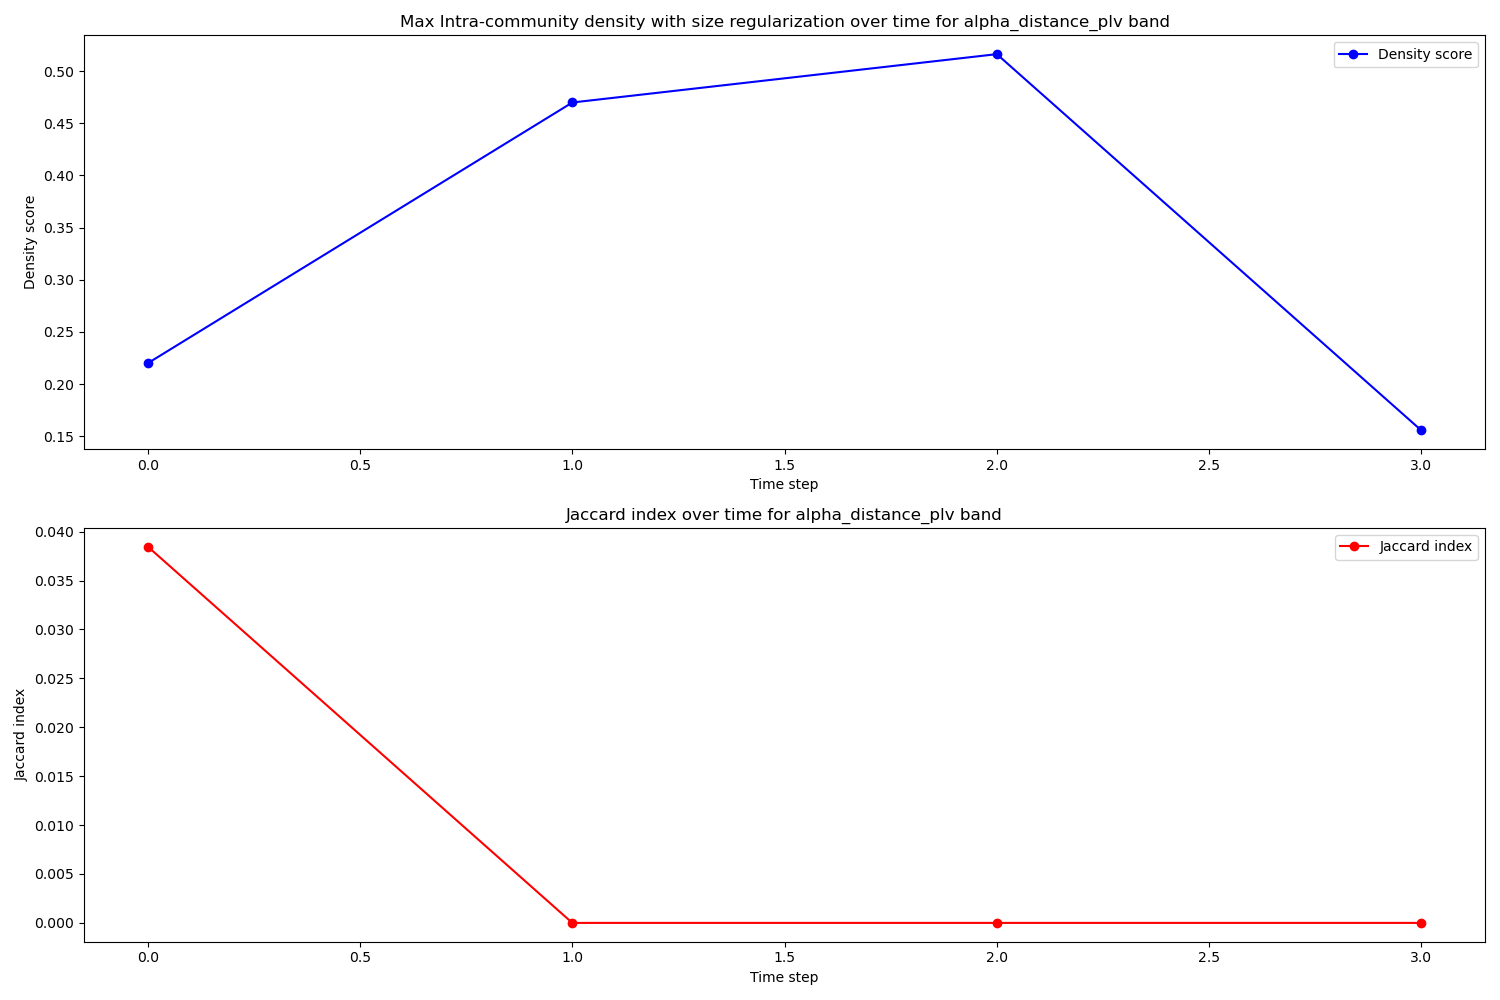 Max Intra-community density with size regularization over time for alpha_distance_plv band
Density score
Density score
0.50
0.45
0.40
0.35
0.30
0.25
0.20
0.15
0.0 0.5 1.0 1.5 2.0 2.5 3.0
Time step
Jaccard index over time for alpha_distance_plv band
Jaccard index
Jaccard index
0.040
0.035
0.030
0.025
0.020
0.015
0.010
0.005
0.000
0.0 0.5 1.0 1.5 2.0 2.5 3.0
Time step